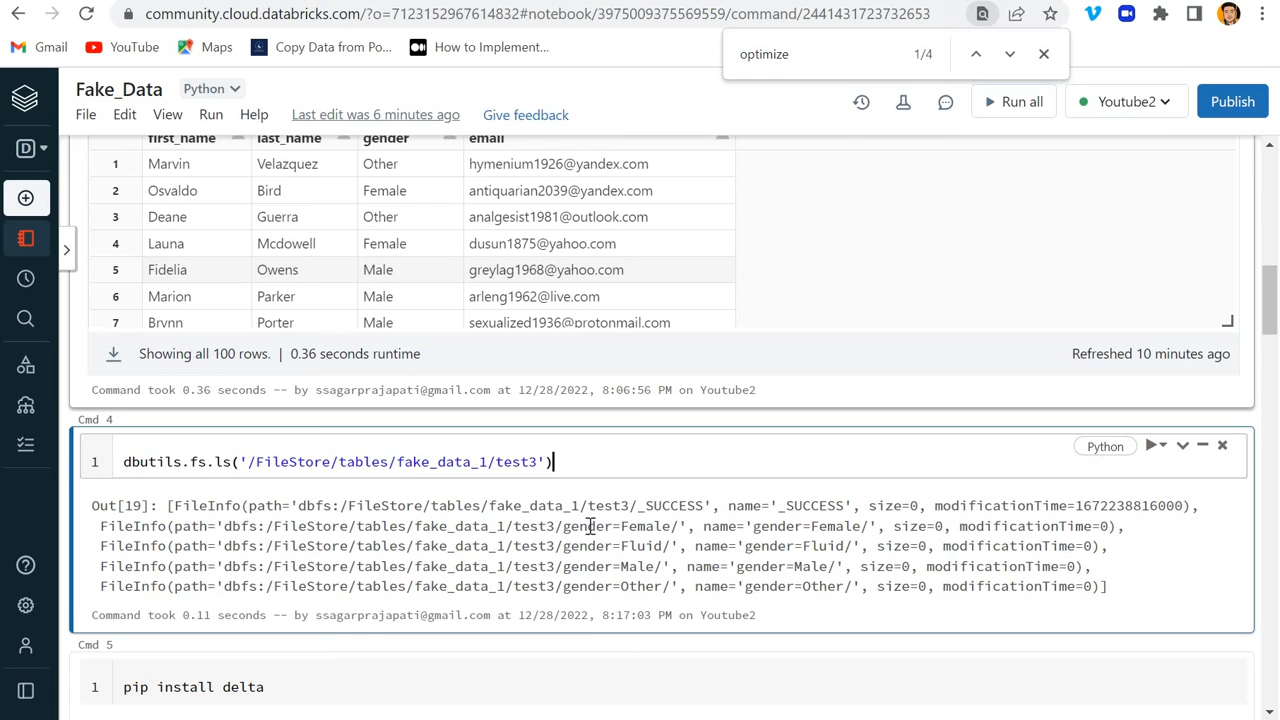 community.cloud.databricks.com/?o=7123152967614832#notebook/3975009375569559/command/2441431723732653
Gmail YouTube Maps Copy Data from Po... How to Implement...
optimize 1/4
Fake_Data Python
File Edit View Run Help Last edit was 6 minutes ago Give feedback
Run all Youtube2 Publish
D
first_name last_name gender email
1 Marvin Velazquez Other hymenium1926@yandex.com
2 Osvaldo Bird Female antiquarian2039@yandex.com
3 Deane Guerra Other analgesist1981@outlook.com
4 Launa Mcdowell Female dusun1875@yahoo.com
5 Fidelia Owens Male greylag1968@yahoo.com
6 Marion Parker Male arleng1962@live.com
7 Brynn Porter Male sexualized1936@protonmail.com
Showing all 100 rows. | 0.36 seconds runtime
Refreshed 10 minutes ago
Command took 0.36 seconds -- by ssagarprajapati@gmail.com at 12/28/2022, 8:06:56 PM on Youtube2
Cmd 4
Python
1 dbutils.fs.ls('/FileStore/tables/fake_data_1/test3')
Out[19]: [FileInfo(path='dbfs:/FileStore/tables/fake_data_1/test3/_SUCCESS', name='_SUCCESS', size=0, modificationTime=1672238816000),
FileInfo(path='dbfs:/FileStore/tables/fake_data_1/test3/gender=Female/', name='gender=Female/', size=0, modificationTime=0),
FileInfo(path='dbfs:/FileStore/tables/fake_data_1/test3/gender=Fluid/', name='gender=Fluid/', size=0, modificationTime=0),
FileInfo(path='dbfs:/FileStore/tables/fake_data_1/test3/gender=Male/', name='gender=Male/', size=0, modificationTime=0),
FileInfo(path='dbfs:/FileStore/tables/fake_data_1/test3/gender=Other/', name='gender=Other/', size=0, modificationTime=0)]
Command took 0.11 seconds -- by ssagarprajapati@gmail.com at 12/28/2022, 8:17:03 PM on Youtube2
Cmd 5
1 pip install delta